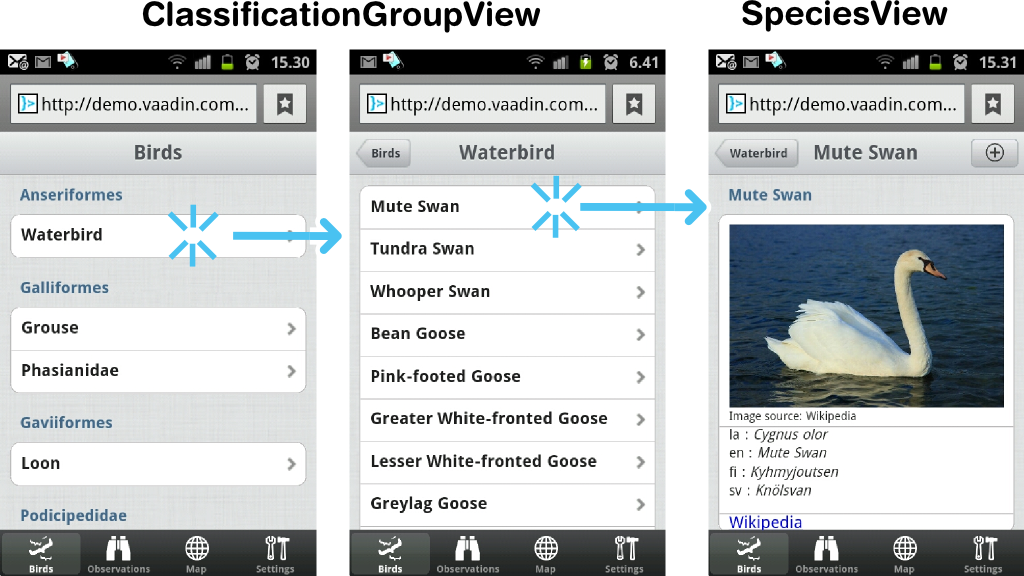 ClassificationGroupView
SpeciesView
15.30
http://demo.vaadin.com...
Birds
Anseriformes
Waterbird
Galliformes
Grouse
Phasianidae
Gaviiformes
Loon
Podicipedidae
Birds
Observations
Map
Settings
6.41
http://demo.vaadin.com...
Birds
Waterbird
Mute Swan
Tundra Swan
Whooper Swan
Bean Goose
Pink-footed Goose
Greater White-fronted Goose
Lesser White-fronted Goose
Greylag Goose
Birds
Observations
Map
Settings
15.31
http://demo.vaadin.com...
Waterbird
Mute Swan
Mute Swan
Image source: Wikipedia
la : Cygnus olor
en : Mute Swan
fi : Kyhmyjoutsen
sv : Knölsvan
Wikipedia
Birds
Observations
Map
Settings